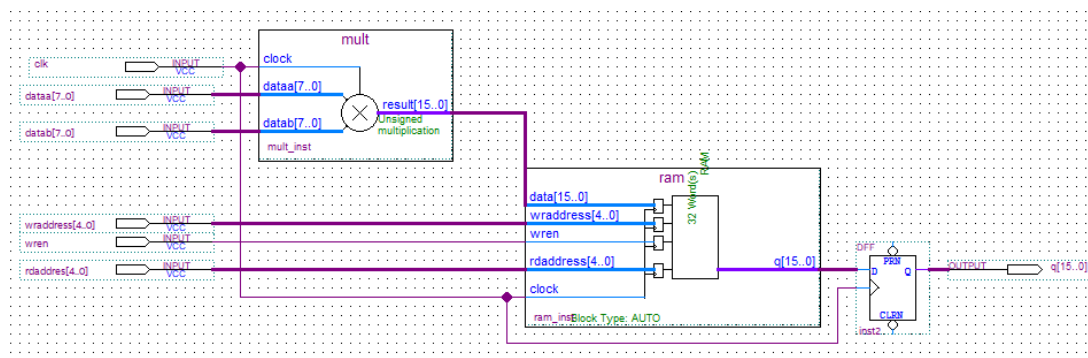 mult
clk
INPUT
VCC
clock
dataa[7..0]
INPUT
VCC
dataa[7..0]
result[15..0]
Unsigned
multiplication
datab[7..0]
INPUT
VCC
datab[7..0]
mult_inst
ram
32 Word(s)
RAM
data[15..0]
wraddress[4..0]
INPUT
VCC
wraddress[4..0]
wren
INPUT
VCC
wren
rdaddres[4..0]
INPUT
VCC
rdaddress[4..0]
q[15..0]
clock
ram_inst
Block Type: AUTO
DFF
PRN
D
Q
CLRN
inst2
OUTPUT
q[15..0]